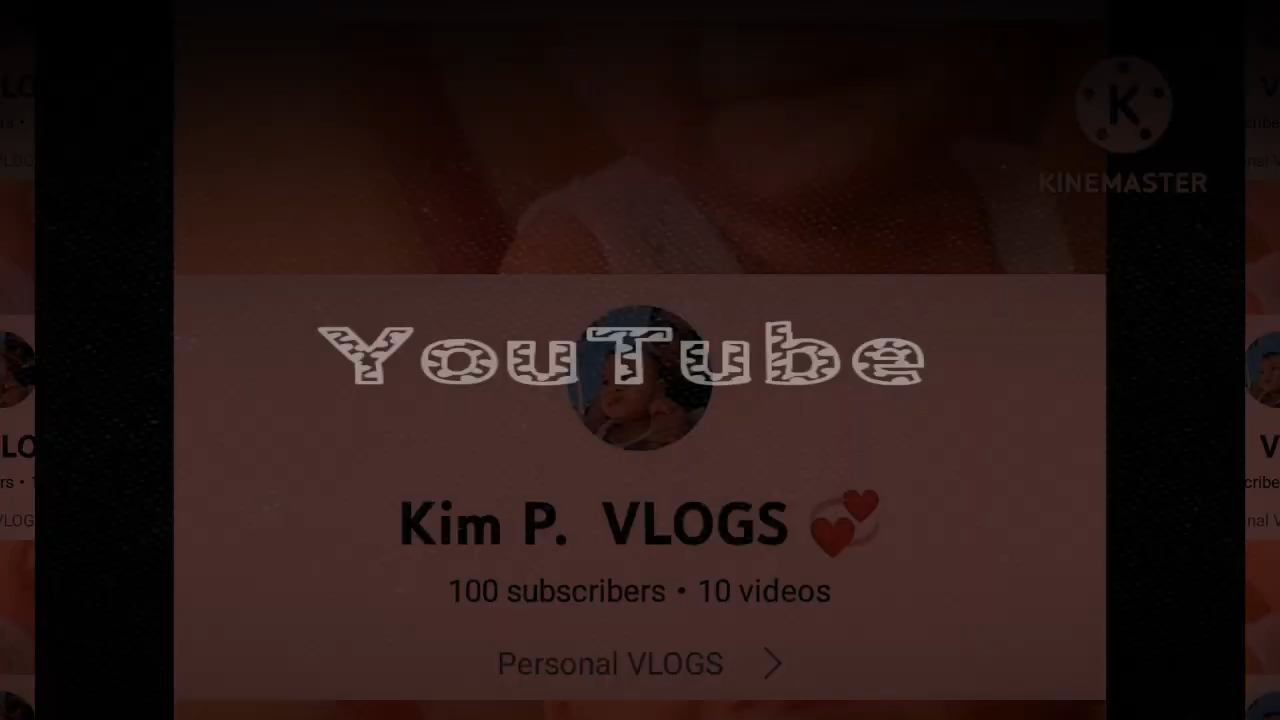 K
KINEMASTER
YouTube
Kim P. VLOGS 💞
100 subscribers • 10 videos
Personal VLOGS >